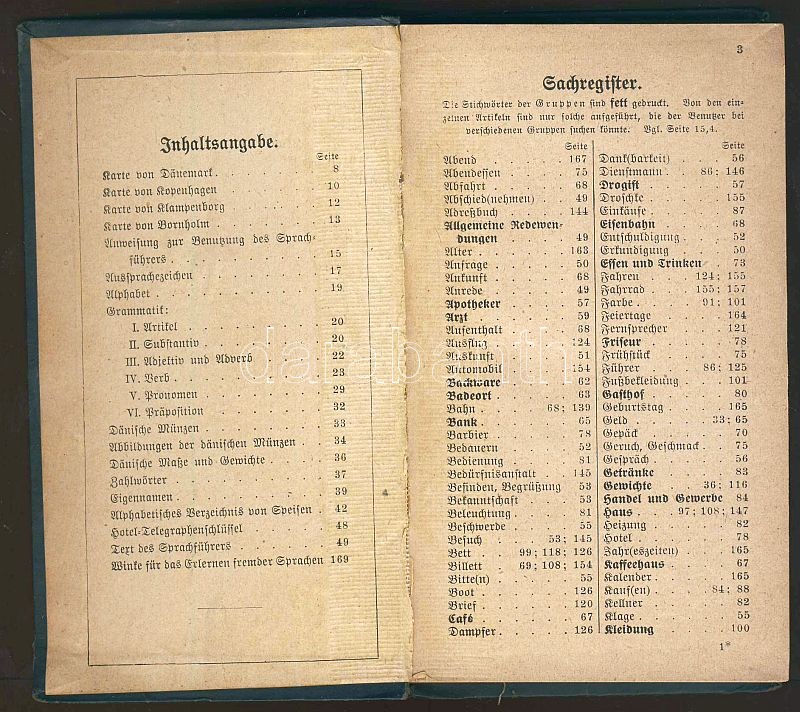 Inhaltsangabe.
Seite
Karte von Dänemark . . . . . 8
Karte von Kopenhagen . . . . . 10
Karte von Klampenborg . . . . . 12
Karte von Bornholm . . . . . 13
Anweisung zur Benutzung des Sprach-
führers . . . . . 15
Aussprachezeichen . . . . . 17
Alphabet . . . . . 19
Grammatik:
I. Artikel . . . . . 20
II. Substantiv . . . . . 20
III. Adjektiv und Adverb . . . . . 22
IV. Verb . . . . . 23
V. Pronomen . . . . . 29
VI. Präposition . . . . . 32
Dänische Münzen . . . . . 33
Abbildungen der dänischen Münzen . . 34
Dänische Maße und Gewichte . . . . 36
Zahlwörter . . . . . 37
Eigennamen . . . . . 39
Alphabetisches Verzeichnis von Speisen . 42
Hotel-Telegraphenschlüssel . . . . . 48
Text des Sprachführers . . . . . 49
Winke für das Erlernen fremder Sprachen 169
3
Sachregister.
Die Stichwörter der Gruppen sind fett gedruckt. Von den ein-
zelnen Artikeln sind nur solche aufgeführt, die der Benutzer bei
verschiedenen Gruppen suchen könnte. Vgl. Seite 15,4.
Seite
Abend . . . . . 167
Abendessen . . . . . 75
Abfahrt . . . . . 68
Abschied(nehmen) . . . . 49
Adreßbuch . . . . . 144
Allgemeine Redewen-
dungen . . . . . 49
Alter . . . . . 163
Anfrage . . . . . 50
Ankunft . . . . . 68
Anrede . . . . . 49
Apotheker . . . . . 57
Arzt . . . . . 59
Aufenthalt . . . . . 68
Ausflug . . . . . 124
Auskunft . . . . . 51
Automobil . . . . . 154
Backware . . . . . 62
Badeort . . . . . 63
Bahn . . . . . 68; 139
Bank . . . . . 65
Barbier . . . . . 78
Bedauern . . . . . 52
Bedienung . . . . . 81
Bedürfnisanstalt . . . . 145
Befinden, Begrüßung . 53
Bekanntschaft . . . . . 53
Beleuchtung . . . . . 81
Beschwerde . . . . . 55
Besuch . . . . . 53; 145
Bett . . . . 99; 118; 126
Billett . . . . 69; 108; 154
Bitte(n) . . . . . 55
Boot . . . . . 126
Brief . . . . . 120
Café . . . . . 67
Dampfer . . . . . 126
Seite
Dank(barkeit) . . . . . 56
Dienstmann . . . . 86; 146
Drogist . . . . . 57
Droschke . . . . . 155
Einkäufe . . . . . 87
Eisenbahn . . . . . 68
Entschuldigung . . . . . 52
Erkundigung . . . . . 50
Essen und Trinken . . 73
Fahren . . . . . 124; 155
Fahrrad . . . . . 155; 157
Farbe . . . . . 91; 101
Feiertage . . . . . 164
Fernsprecher . . . . . 121
Friseur . . . . . 78
Frühstück . . . . . 75
Führer . . . . . 86; 125
Fußbekleidung . . . . . 101
Gasthof . . . . . 80
Geburtstag . . . . . 165
Geld . . . . . 33; 65
Gepäck . . . . . 70
Geruch, Geschmack . . 75
Gespräch . . . . . 56
Getränke . . . . . 83
Gewichte . . . . . 36; 116
Handel und Gewerbe 84
Haus . . . . 97; 108; 147
Heizung . . . . . 82
Hotel . . . . . 78
Jahr(eszeiten) . . . . . 165
Kaffeehaus . . . . . 67
Kalender . . . . . 165
Kauf(en) . . . . . 84; 88
Kellner . . . . . 82
Klage . . . . . 55
Kleidung . . . . . 100
1*